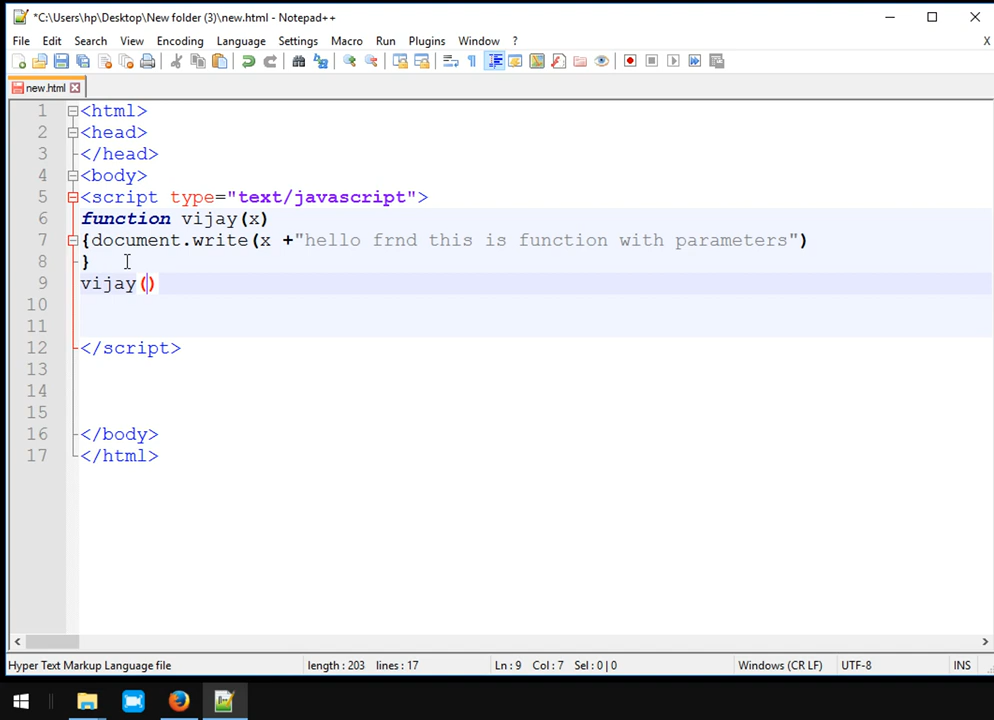 *C:\Users\hp\Desktop\New folder (3)\new.html - Notepad++
File Edit Search View Encoding Language Settings Macro Run Plugins Window ? X
new.html
1 <html>
2 <head>
3 </head>
4 <body>
5 <script type="text/javascript">
6 function vijay(x)
7 {document.write(x +"hello frnd this is function with parameters")
8 }
9 vijay()
10
11
12 </script>
13
14
15
16 </body>
17 </html>
Hyper Text Markup Language file length : 203 lines : 17 Ln : 9 Col : 7 Sel : 0 | 0 Windows (CR LF) UTF-8 INS